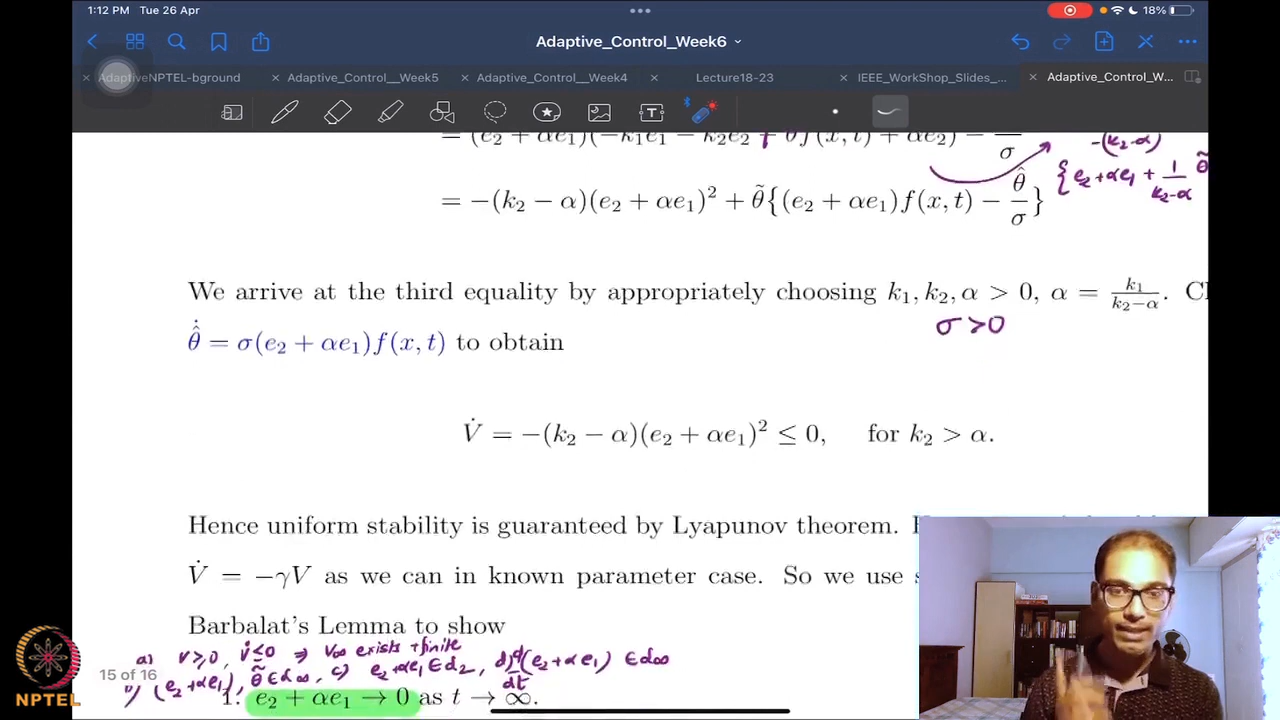 1:12 PM Tue 26 Apr ••• 18%
Adaptive_Control_Week6
AdaptiveNPTEL-bground × Adaptive_Control__Week5 × Adaptive_Control__Week4 × Lecture18-23 × IEEE_WorkShop_Slides_... × Adaptive_Control_W...
= (e₂ + αe₁)(−k₁e₁ − k₂e₂ + θ̃f(x, t) + αe₂) − — σ
−(k₂−α)
{e₂+αe₁ + 1/(k₂−α) θ̃
= −(k₂ − α)(e₂ + αe₁)² + θ̃{(e₂ + αe₁)f(x, t) − θ̂̇/σ}
We arrive at the third equality by appropriately choosing k₁, k₂, α > 0, α = k₁/(k₂−α).
σ > 0
θ̂̇ = σ(e₂ + αe₁)f(x, t) to obtain
V̇ = −(k₂ − α)(e₂ + αe₁)² ≤ 0, for k₂ > α.
Hence uniform stability is guaranteed by Lyapunov theorem.
V̇ = −γV as we can in known parameter case. So we use
Barbalat's Lemma to show
a) V ≥ 0, V̇ ≤ 0 ⇒ V∞ exists + finite
b) (e₂+αe₁), θ̃ ∈ L∞, c) e₂+αe₁ ∈ L₂, d) d/dt (e₂+αe₁) ∈ L∞
1. e₂ + αe₁ → 0 as t → ∞.
15 of 16
NPTEL